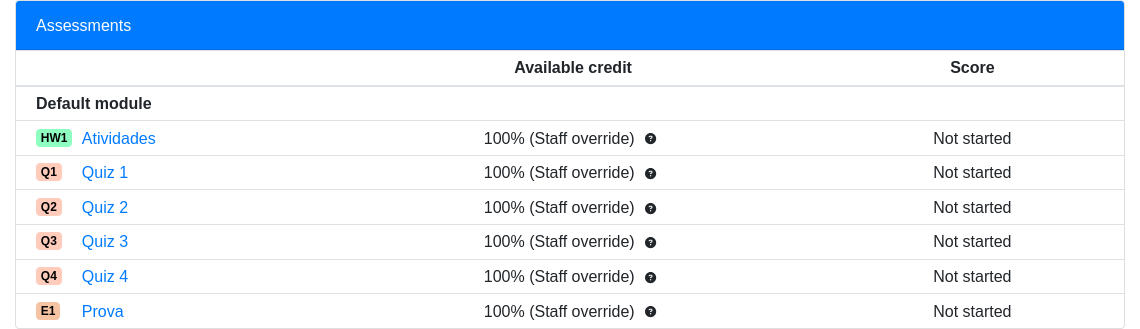 Assessments
Available credit Score
Default module
HW1 Atividades 100% (Staff override) ? Not started
Q1 Quiz 1 100% (Staff override) ? Not started
Q2 Quiz 2 100% (Staff override) ? Not started
Q3 Quiz 3 100% (Staff override) ? Not started
Q4 Quiz 4 100% (Staff override) ? Not started
E1 Prova 100% (Staff override) ? Not started